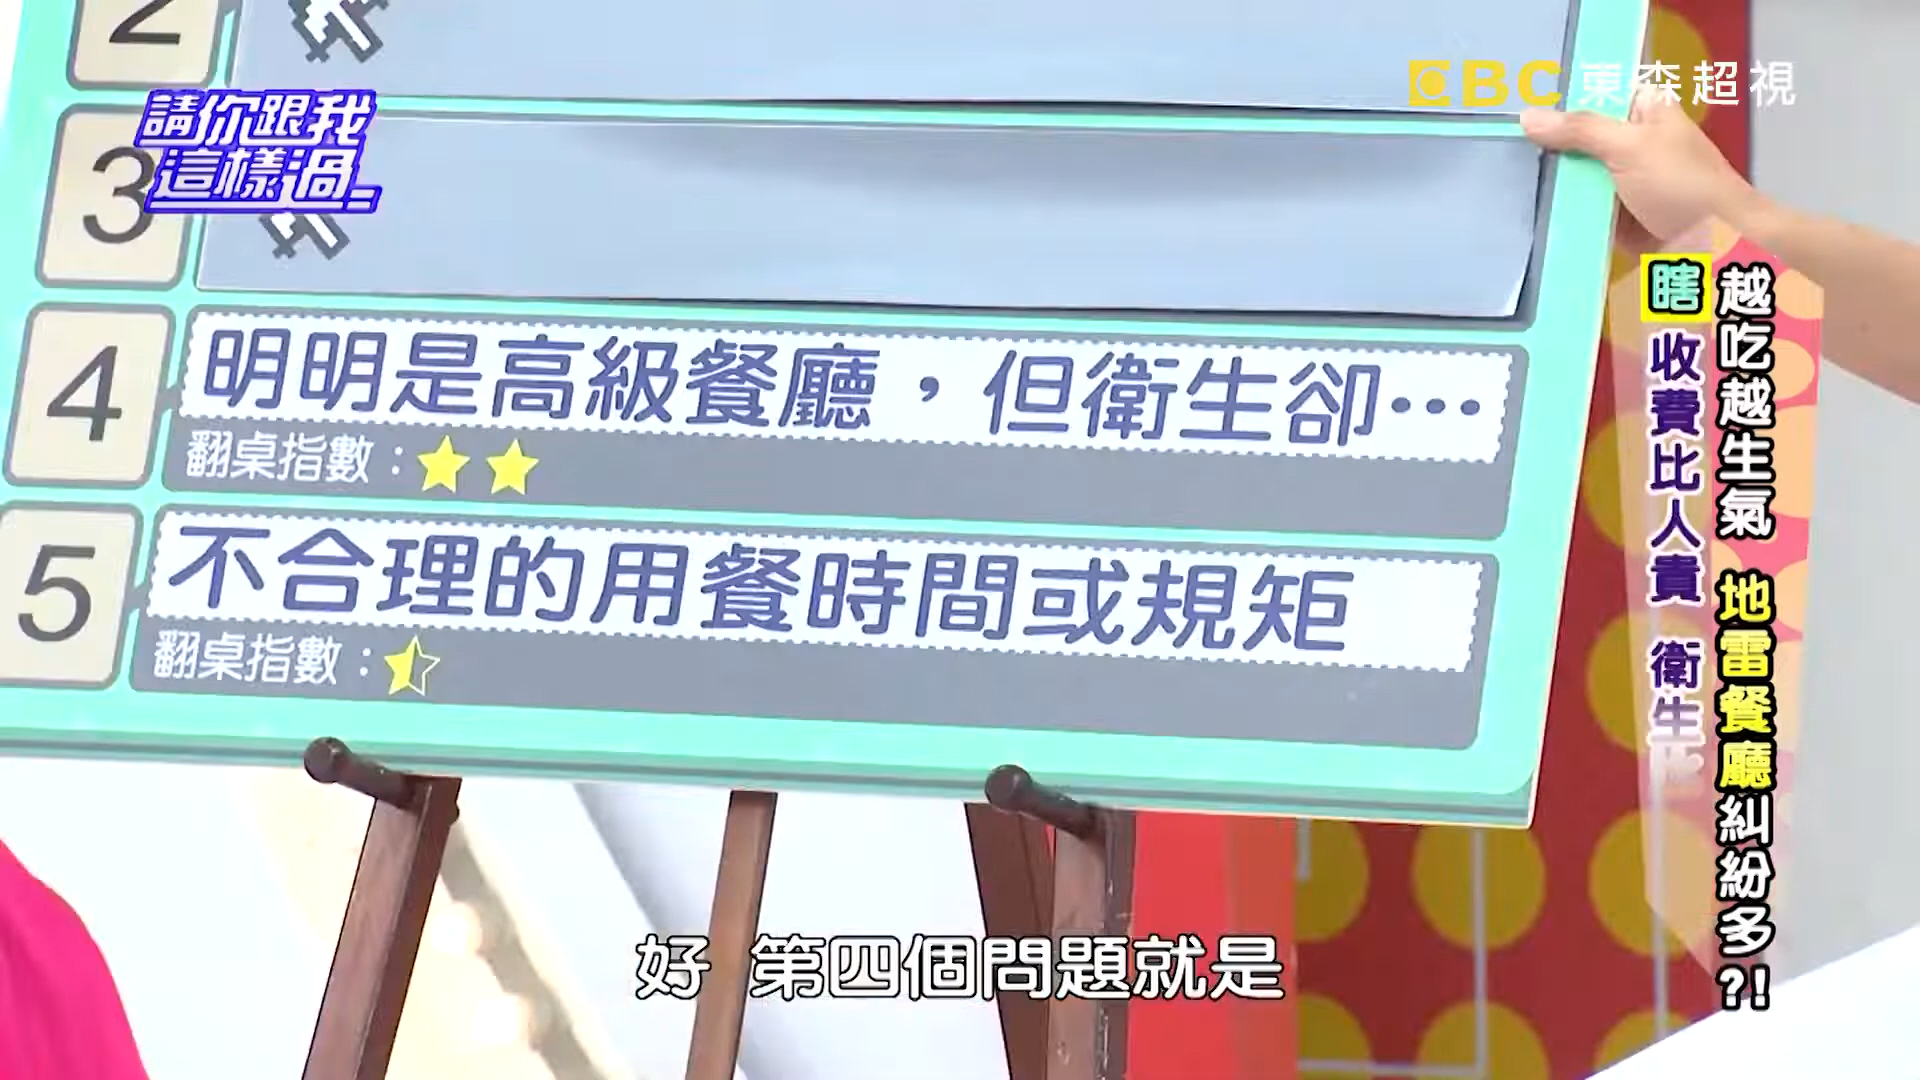 2
EBC 東森超視
請你跟我
這樣過
3
4
明明是高級餐廳，但衛生卻…
翻桌指數：
5
不合理的用餐時間或規矩
翻桌指數：
越吃越生氣 地雷餐廳糾紛多?!
瞎 收費比人貴 衛生
好 第四個問題就是